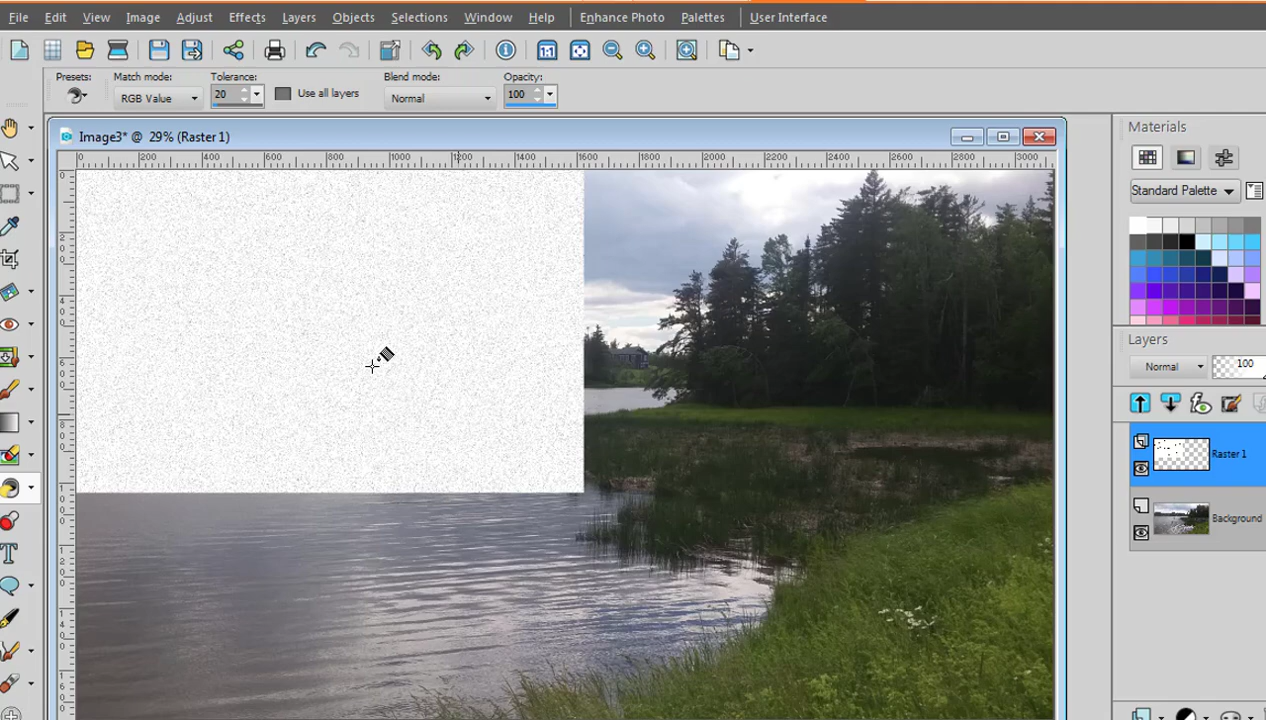 File Edit View Image Adjust Effects Layers Objects Selections Window Help Enhance Photo Palettes User Interface
Presets: Match mode: Tolerance: Blend mode: Opacity:
RGB Value 20 Use all layers Normal 100
Image3* @ 29% (Raster 1)
Materials
0 200 400 600 800 1000 1200 1400 1600 1800 2000 2200 2400 2600 2800 3000
Standard Palette
Layers
Normal 100
Raster 1
Background